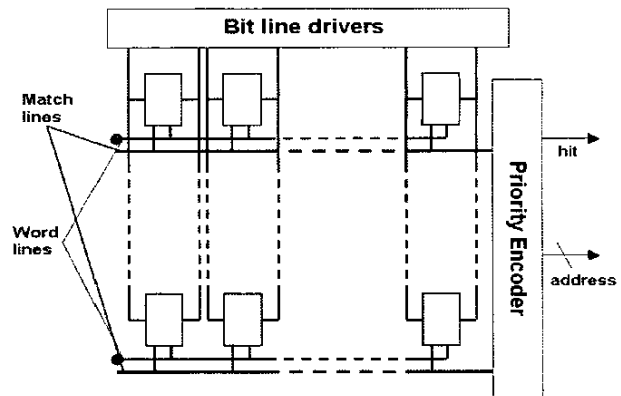 Bit line drivers
Match
lines
Word
lines
hit
Priority Encoder
address